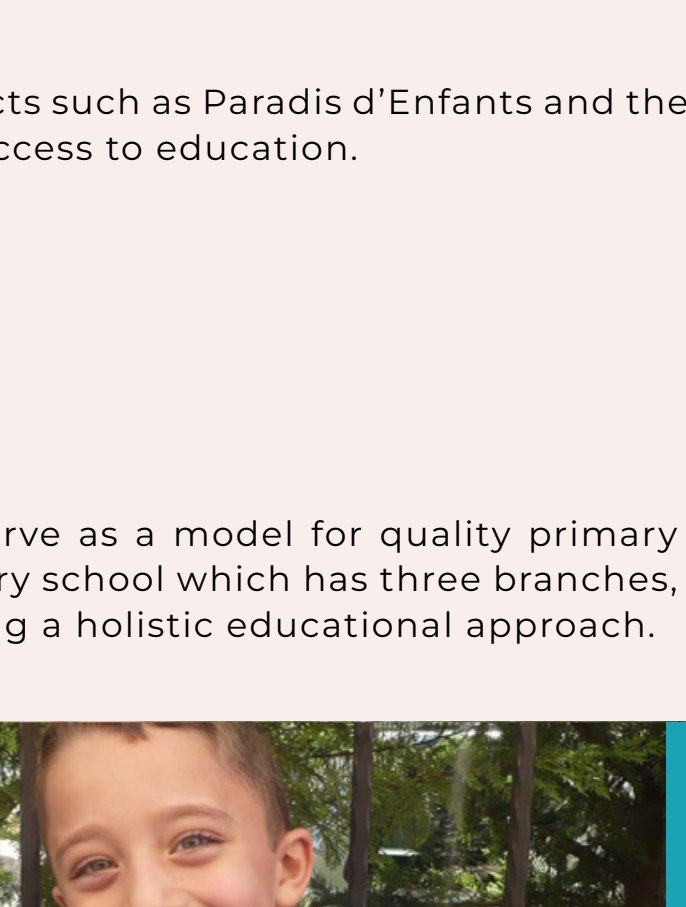 cts such as Paradis d’Enfants and the
ccess to education.
rve as a model for quality primary
ry school which has three branches,
g a holistic educational approach.